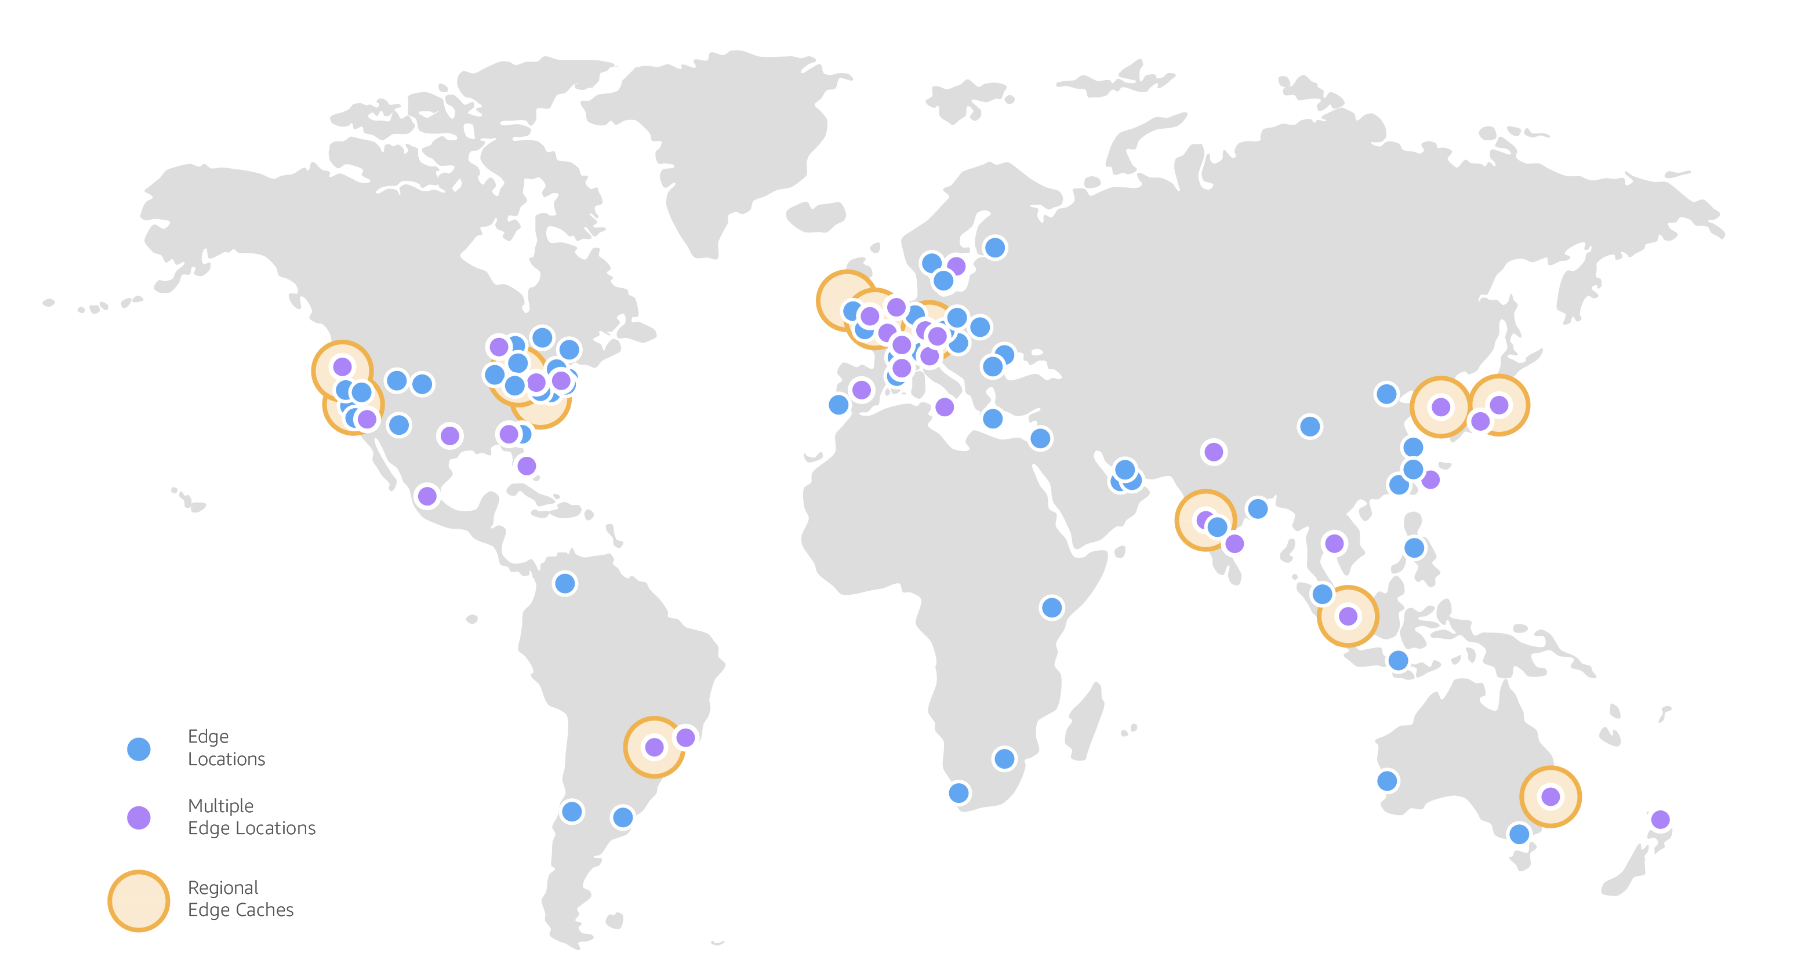 Edge
Locations
Multiple
Edge Locations
Regional
Edge Caches